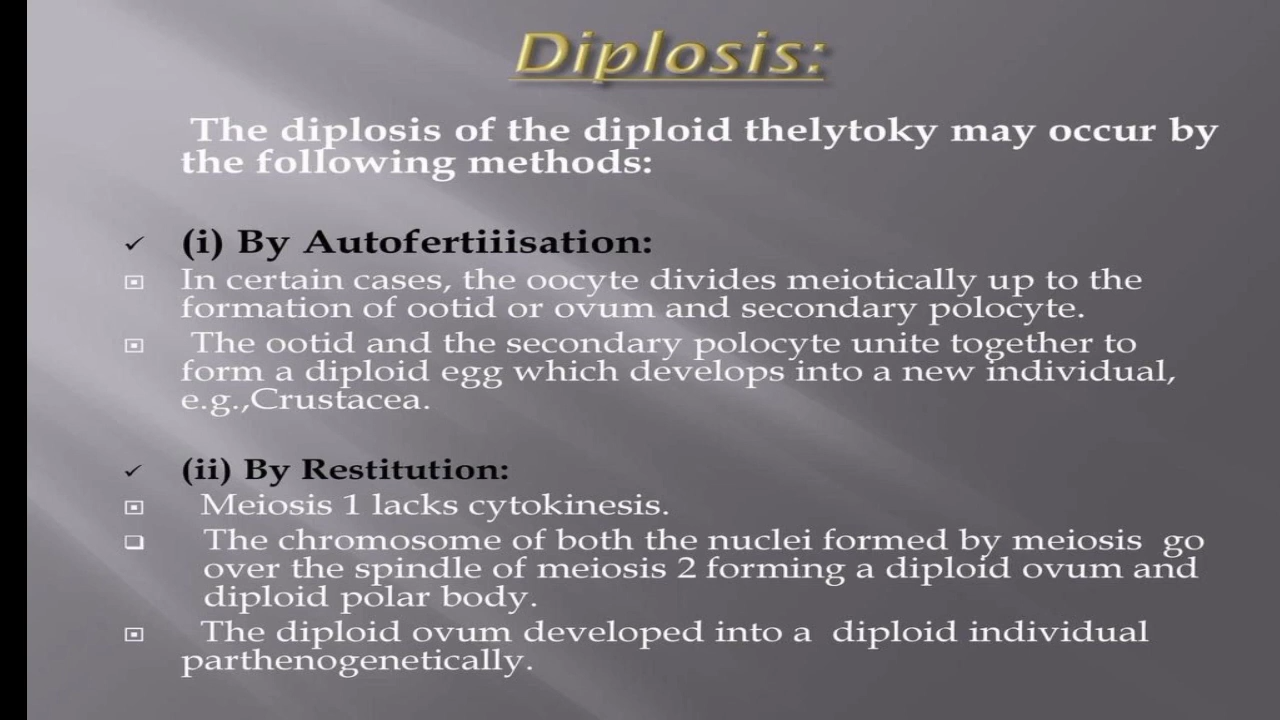 Diplosis:
The diplosis of the diploid thelytoky may occur by
the following methods:
(i) By Autofertiiisation:
In certain cases, the oocyte divides meiotically up to the
formation of ootid or ovum and secondary polocyte.
The ootid and the secondary polocyte unite together to
form a diploid egg which develops into a new individual,
e.g.,Crustacea.
(ii) By Restitution:
Meiosis 1 lacks cytokinesis.
The chromosome of both the nuclei formed by meiosis go
over the spindle of meiosis 2 forming a diploid ovum and
diploid polar body.
The diploid ovum developed into a diploid individual
parthenogenetically.